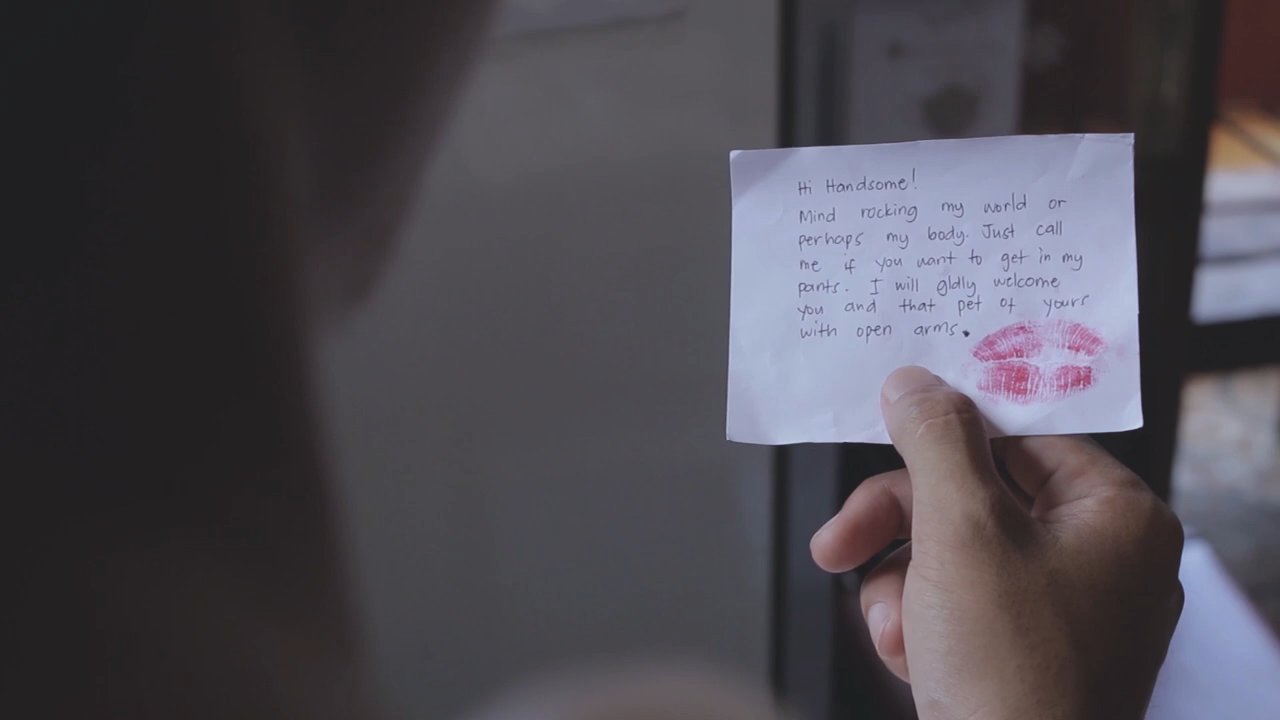 Hi Handsome!
Mind rocking my world or
perhaps my body. Just call
me if you want to get in my
pants. I will gldly welcome
you and that pet of yours
with open arms.